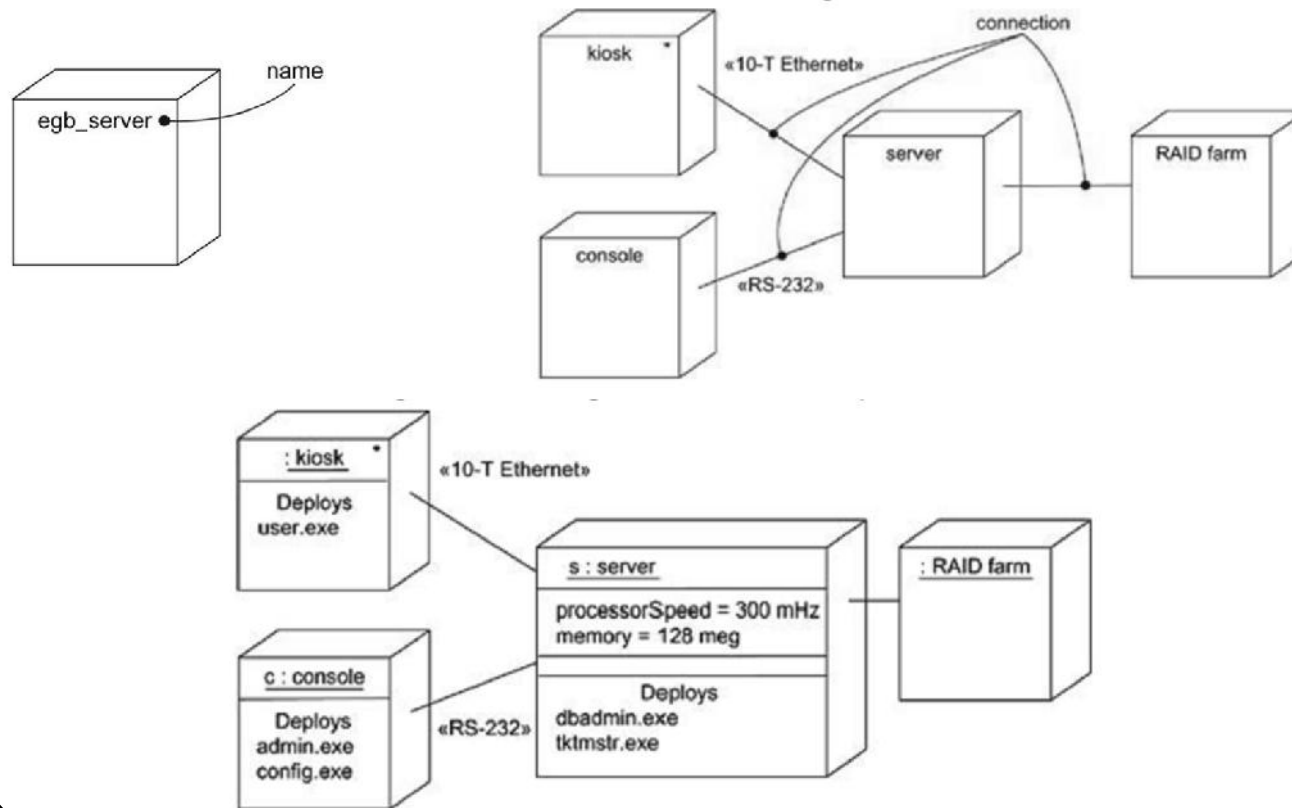 egb_server
name
connection
kiosk *
«10-T Ethernet»
server
RAID farm
console
«RS-232»
: kiosk *
Deploys
user.exe
«10-T Ethernet»
s : server
processorSpeed = 300 mHz
memory = 128 meg
Deploys
dbadmin.exe
tktmstr.exe
: RAID farm
c : console
Deploys
admin.exe
config.exe
«RS-232»